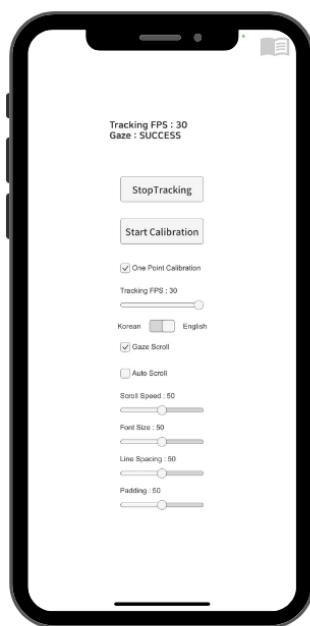 Tracking FPS : 30
Gaze : SUCCESS
StopTracking
Start Calibration
One Point Calibration
Tracking FPS : 30
Korean English
Gaze Scroll
Auto Scroll
Scroll Speed : 50
Font Size : 50
Line Spacing : 50
Padding : 50